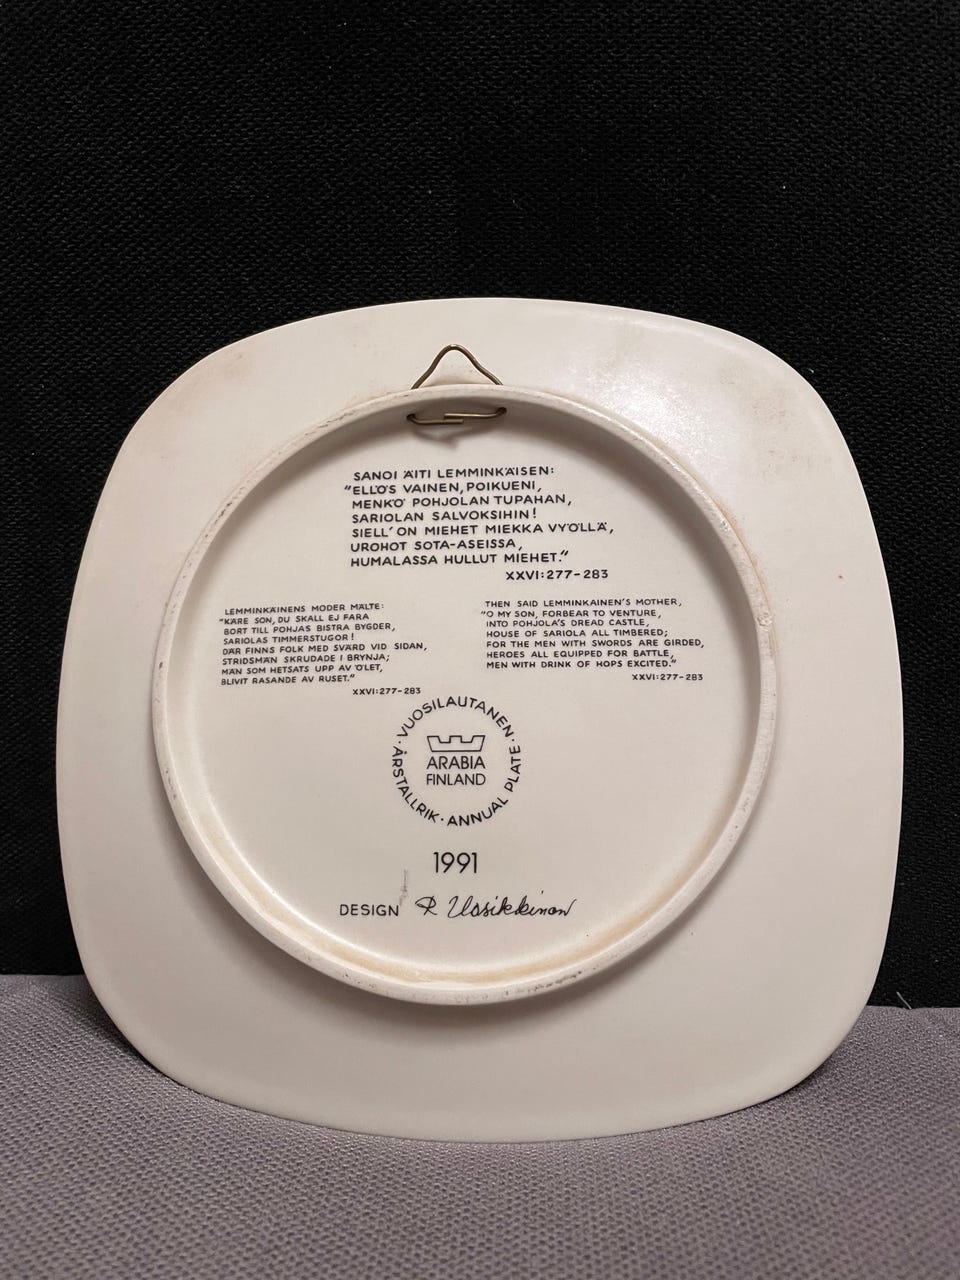 SANOI ÄITI LEMMINKÄISEN:
"ELLÖS VAINEN, POIKUENI,
MENKÖ POHJOLAN TUPAHAN,
SARIOLAN SALVOKSIHIN!
SIELL' ON MIEHET MIEKKA VYÖLLÄ,
UROHOT SOTA-ASEISSA,
HUMALASSA HULLUT MIEHET."
XXVI:277-283
LEMMINKÄINENS MODER MÄLTE:
"KÄRE SON, DU SKALL EJ FARA
BORT TILL POHJAS BISTRA BYGDER,
SARIOLAS TIMMERSTUGOR!
DÄR FINNS FOLK MED SVÄRD VID SIDAN,
STRIDSMÄN SKRUDADE I BRYNJA;
MÄN SOM HETSATS UPP AV ÖLET,
BLIVIT RASANDE AV RUSET."
XXVI:277-283
THEN SAID LEMMINKAINEN'S MOTHER,
"O MY SON, FORBEAR TO VENTURE,
INTO POHJOLA'S DREAD CASTLE,
HOUSE OF SARIOLA ALL TIMBERED;
FOR THE MEN WITH SWORDS ARE GIRDED,
HEROES ALL EQUIPPED FOR BATTLE,
MEN WITH DRINK OF HOPS EXCITED."
XXVI:277-283
· VUOSILAUTANEN · ANNUAL PLATE · ÅRSTALLRIK
ARABIA
FINLAND
1991
DESIGN R Uosikkinen